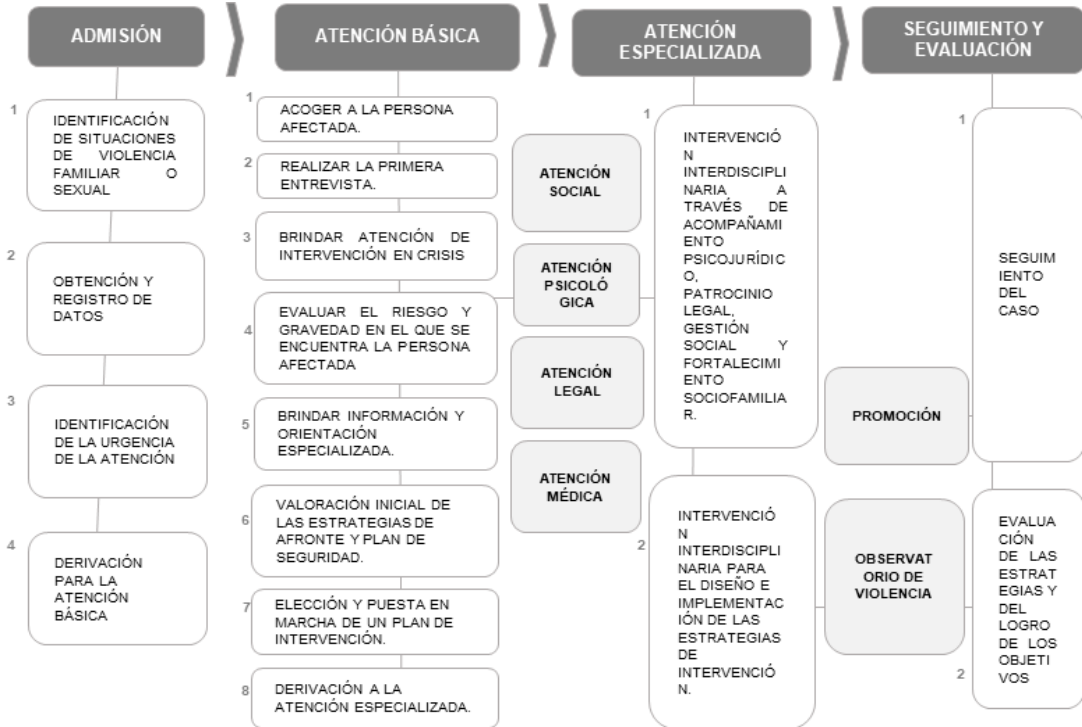 ADMISIÓN
1
IDENTIFICACIÓN
DE SITUACIONES
DE VIOLENCIA
FAMILIAR O
SEXUAL
2
OBTENCIÓN Y
REGISTRO DE
DATOS
3
IDENTIFICACIÓN
DE LA URGENCIA
DE LA ATENCIÓN
4
DERIVACIÓN
PARA LA
ATENCIÓN
BÁSICA
ATENCIÓN BÁSICA
1
ACOGER A LA PERSONA
AFECTADA.
2
REALIZAR LA PRIMERA
ENTREVISTA.
3
BRINDAR ATENCIÓN DE
INTERVENCIÓN EN CRISIS
4
EVALUAR EL RIESGO Y
GRAVEDAD EN EL QUE SE
ENCUENTRA LA PERSONA
AFECTADA
5
BRINDAR INFORMACIÓN Y
ORIENTACIÓN
ESPECIALIZADA.
6
VALORACIÓN INICIAL DE
LAS ESTRATEGIAS DE
AFRONTE Y PLAN DE
SEGURIDAD.
7
ELECCIÓN Y PUESTA EN
MARCHA DE UN PLAN DE
INTERVENCIÓN.
8
DERIVACIÓN A LA
ATENCIÓN ESPECIALIZADA.
ATENCIÓN
SOCIAL
ATENCIÓN
PSICOLÓ
GICA
ATENCIÓN
LEGAL
ATENCIÓN
MÉDICA
ATENCIÓN
ESPECIALIZADA
1
INTERVENCIÓ
N
INTERDISCIPLI
NARIA A
TRAVÉS DE
ACOMPAÑAMI
ENTO
PSICOJURÍDIC
O,
PATROCINIO
LEGAL,
GESTIÓN
SOCIAL Y
FORTALECIMI
ENTO
SOCIOFAMILIA
R.
2
INTERVENCIÓ
N
INTERDISCIPLI
NARIA PARA
EL DISEÑO E
IMPLEMENTAC
IÓN DE LAS
ESTRATEGIAS
DE
INTERVENCIÓ
N.
PROMOCIÓN
OBSERVAT
ORIO DE
VIOLENCIA
SEGUIMIENTO Y
EVALUACIÓN
1
SEGUI
MIENTO
DEL
CASO
2
EVALUA
CIÓN
DE LAS
ESTRAT
EGIAS Y
DEL
LOGRO
DE LOS
OBJETI
VOS